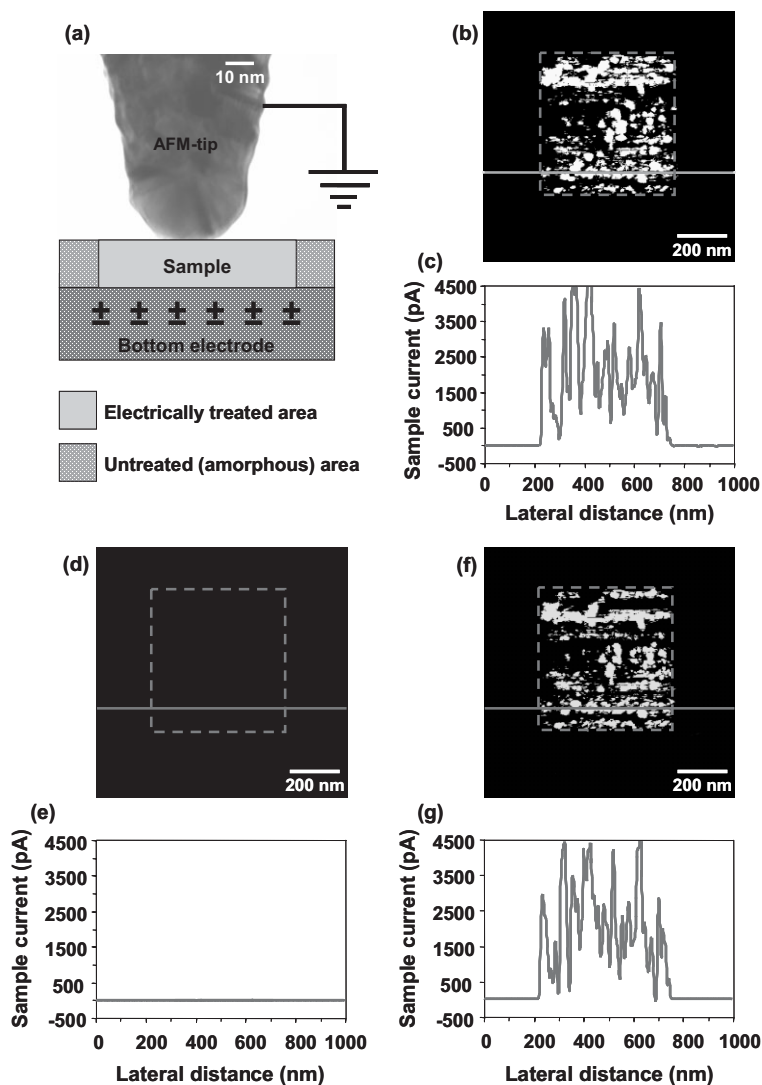 (a)
10 nm
AFM-tip
Sample
± ± ± ± ± ±
Bottom electrode
Electrically treated area
Untreated (amorphous) area
(b)
200 nm
(c)
Sample current (pA)
4500
3500
2500
1500
500
-500
0 200 400 600 800 1000
Lateral distance (nm)
(d)
200 nm
(e)
Sample current (pA)
4500
3500
2500
1500
500
-500
0 200 400 600 800 1000
Lateral distance (nm)
(f)
200 nm
(g)
Sample current (pA)
4500
3500
2500
1500
500
-500
0 200 400 600 800 1000
Lateral distance (nm)